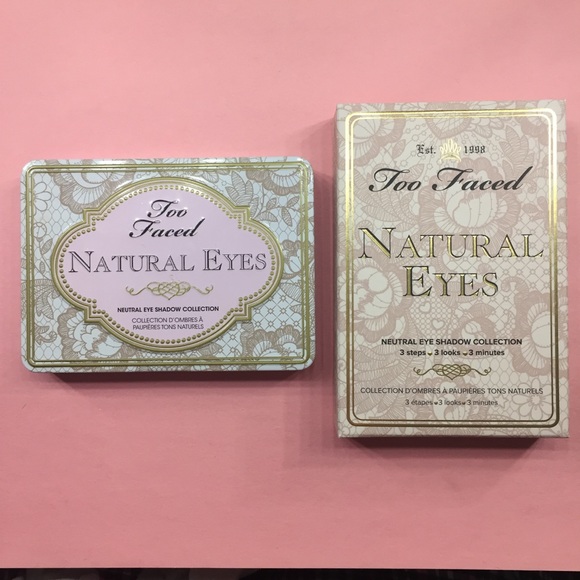 Too
Faced
NATURAL EYES
NEUTRAL EYE SHADOW COLLECTION
COLLECTION D'OMBRES À
PAUPIÈRES TONS NATURELS
Est. 1998
Too Faced
NATURAL
EYES
NEUTRAL EYE SHADOW COLLECTION
3 steps 3 looks 3 minutes
COLLECTION D'OMBRES À PAUPIÈRES TONS NATURELS
3 étapes 3 looks 3 minutes